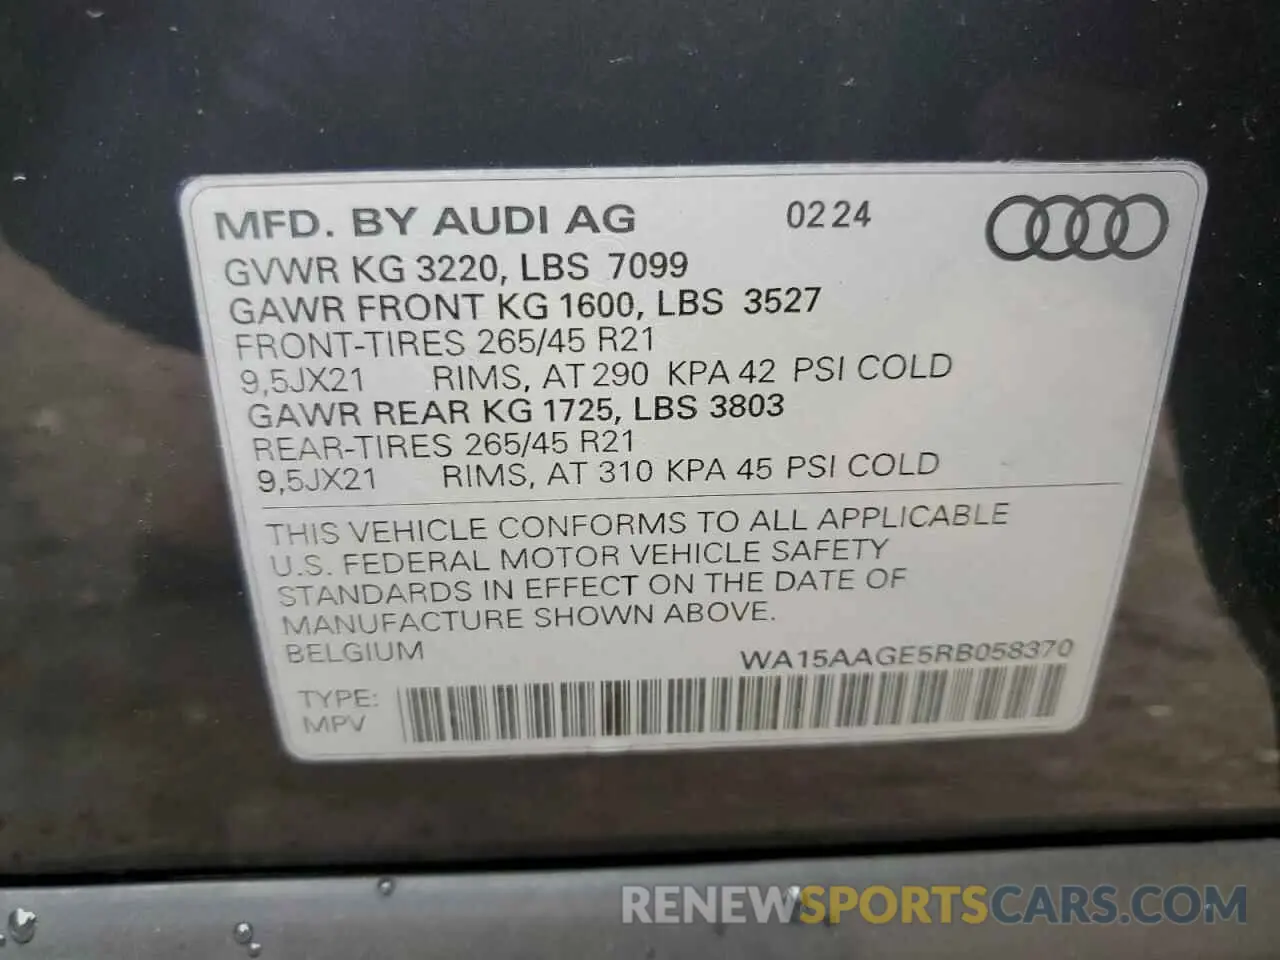 MFD. BY AUDI AG 0224
GVWR KG 3220, LBS 7099
GAWR FRONT KG 1600, LBS 3527
FRONT-TIRES 265/45 R21
9,5JX21 RIMS, AT 290 KPA 42 PSI COLD
GAWR REAR KG 1725, LBS 3803
REAR-TIRES 265/45 R21
9,5JX21 RIMS, AT 310 KPA 45 PSI COLD
THIS VEHICLE CONFORMS TO ALL APPLICABLE
U.S. FEDERAL MOTOR VEHICLE SAFETY
STANDARDS IN EFFECT ON THE DATE OF
MANUFACTURE SHOWN ABOVE.
BELGIUM WA15AAGE5RB058370
TYPE:
MPV
RENEWSPORTSCARS.COM